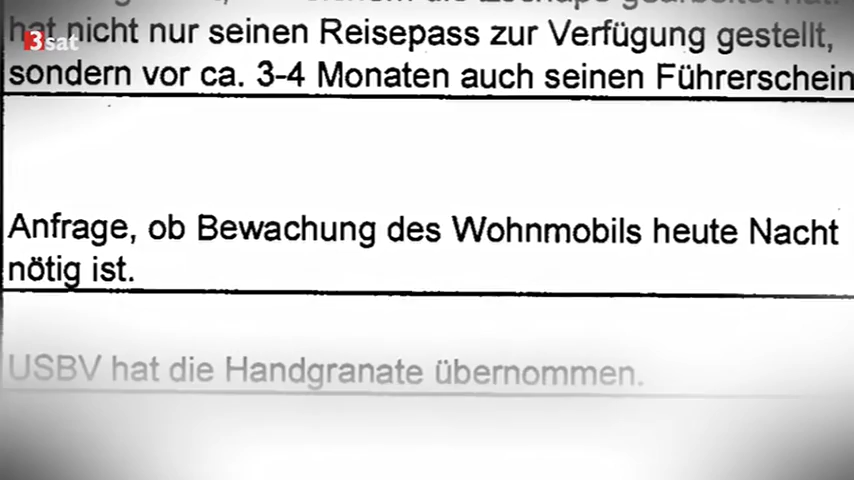 3sat
hat nicht nur seinen Reisepass zur Verfügung gestellt,
sondern vor ca. 3-4 Monaten auch seinen Führerschein
Anfrage, ob Bewachung des Wohnmobils heute Nacht
nötig ist.
USBV hat die Handgranate übernommen.